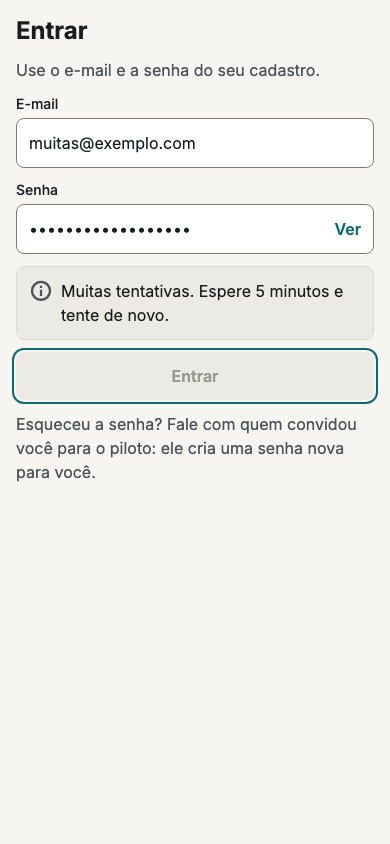 Entrar
Use o e-mail e a senha do seu cadastro.
E-mail
muitas@exemplo.com
Senha
••••••••••••••••••
Ver
Muitas tentativas. Espere 5 minutos e
tente de novo.
Entrar
Esqueceu a senha? Fale com quem convidou
você para o piloto: ele cria uma senha nova
para você.